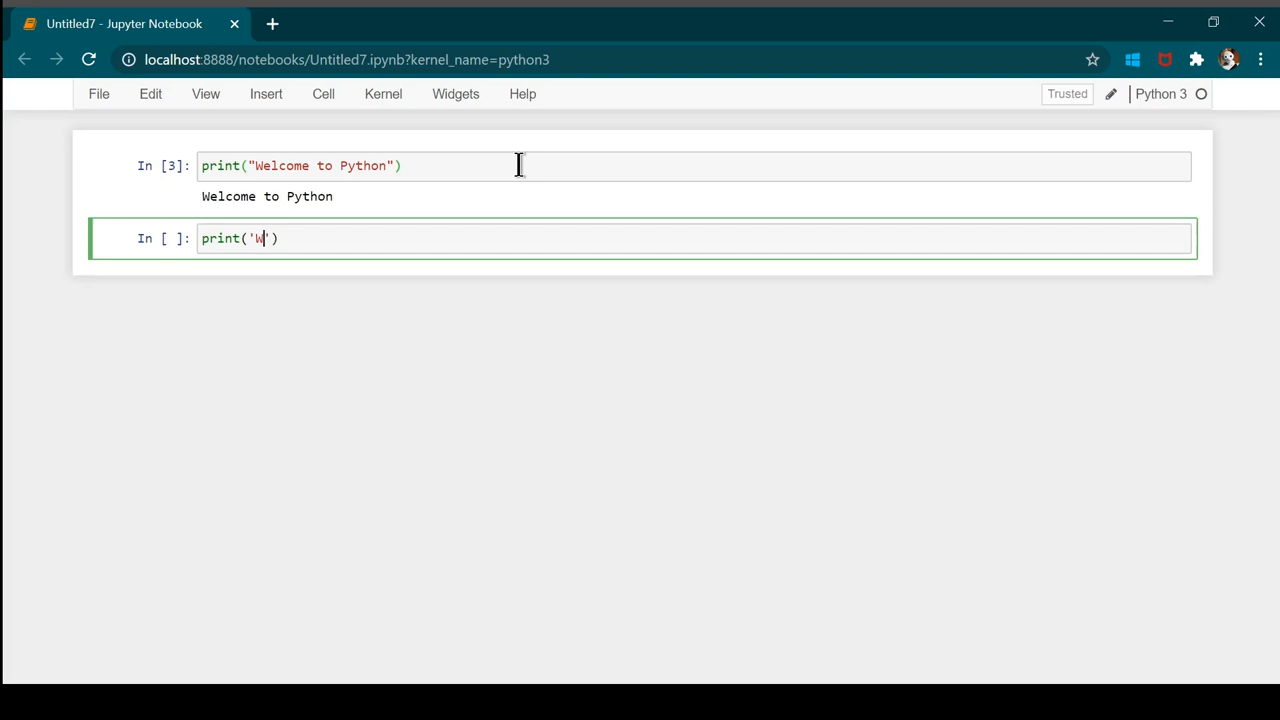 Untitled7 - Jupyter Notebook
localhost:8888/notebooks/Untitled7.ipynb?kernel_name=python3
File Edit View Insert Cell Kernel Widgets Help Trusted Python 3
In [3]: print("Welcome to Python")
Welcome to Python
In [ ]: print('W')